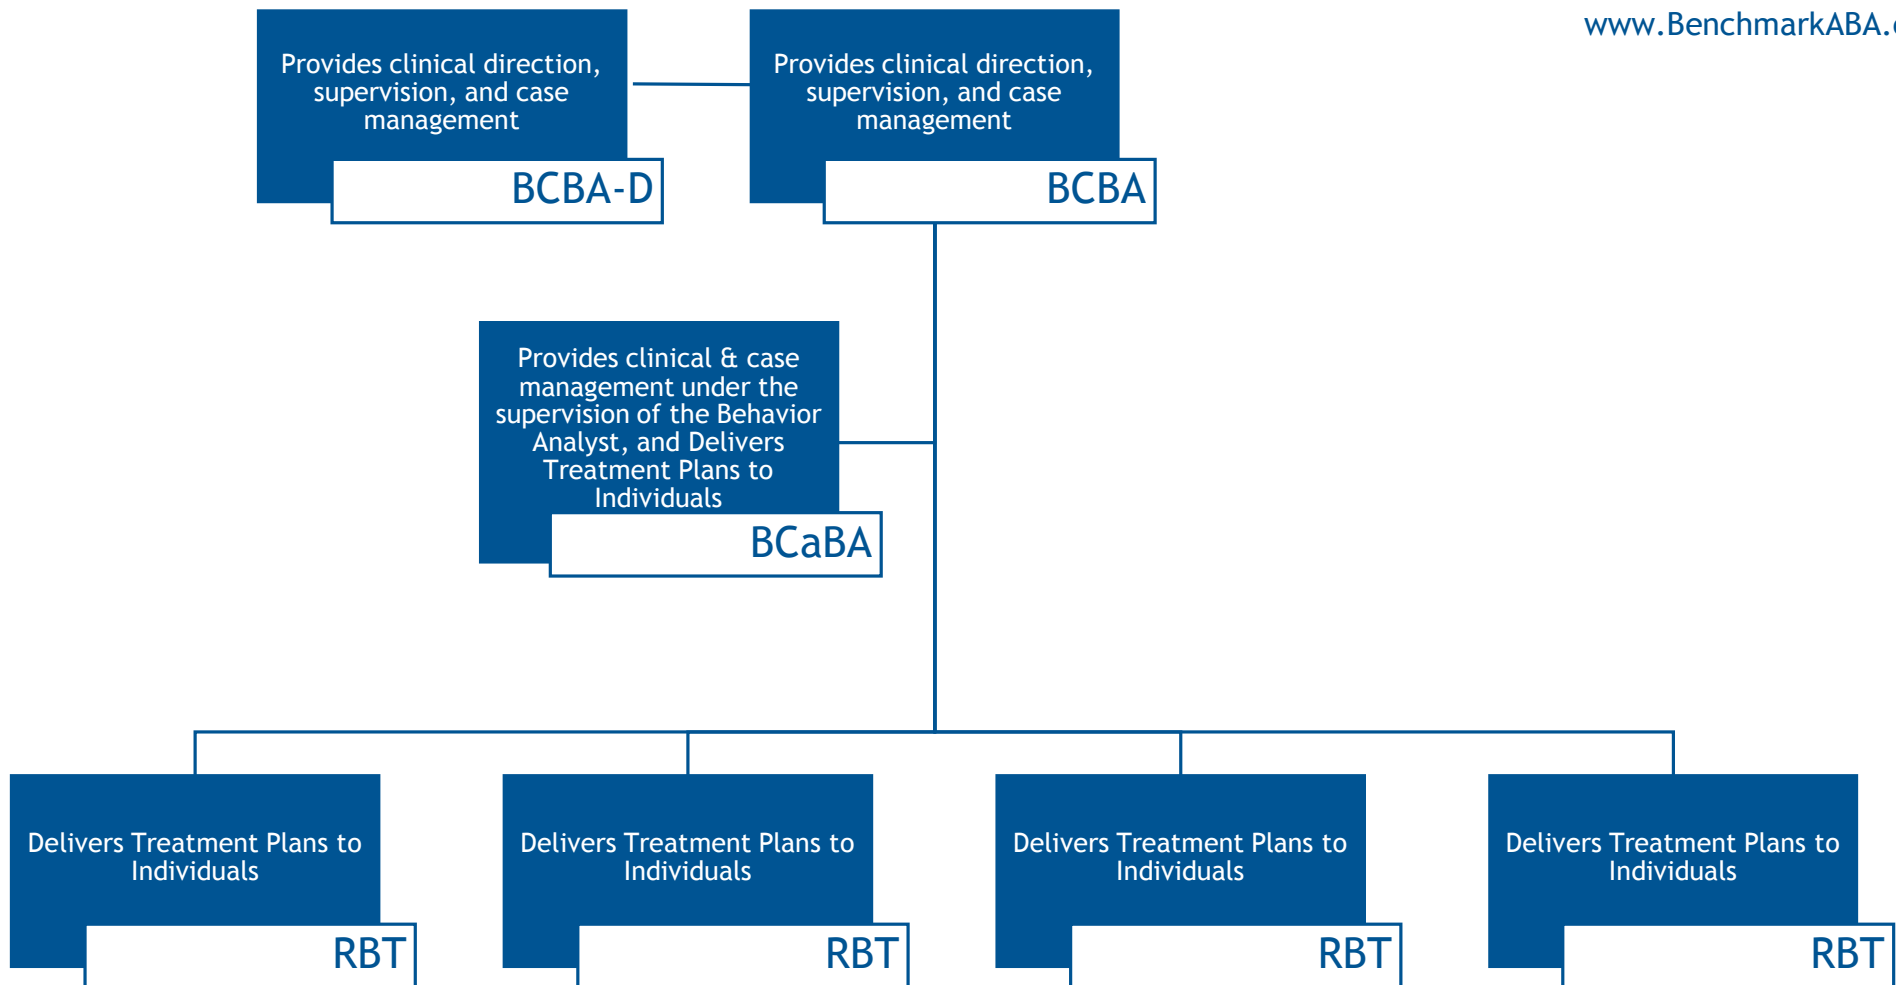 www.BenchmarkABA.
Provides clinical direction,
supervision, and case
management
BCBA-D
Provides clinical direction,
supervision, and case
management
BCBA
Provides clinical & case
management under the
supervision of the Behavior
Analyst, and Delivers
Treatment Plans to
Individuals
BCaBA
Delivers Treatment Plans to
Individuals
RBT
Delivers Treatment Plans to
Individuals
RBT
Delivers Treatment Plans to
Individuals
RBT
Delivers Treatment Plans to
Individuals
RBT